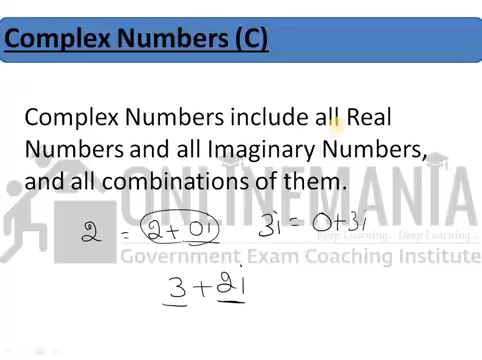 Complex Numbers (C)
Complex Numbers include all Real
Numbers and all Imaginary Numbers,
and all combinations of them.
ONLINEMANIA
2 = 2 + 0i 3i = 0 + 3i
Keep Learning... Deep Learning...
Government Exam Coaching Institute
3 + 2i